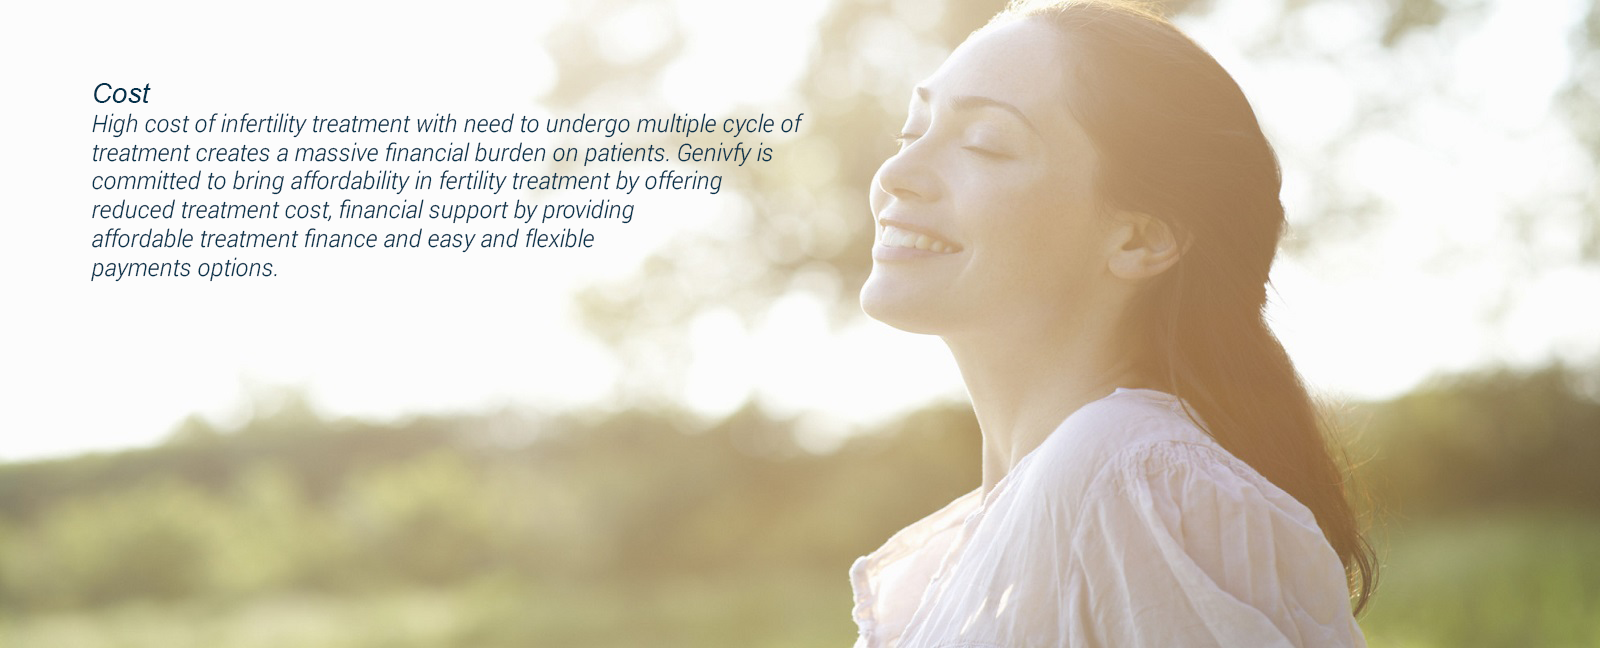 Cost
High cost of infertility treatment with need to undergo multiple cycle of
treatment creates a massive financial burden on patients. Genivfy is
committed to bring affordability in fertility treatment by offering
reduced treatment cost, financial support by providing
affordable treatment finance and easy and flexible
payments options.